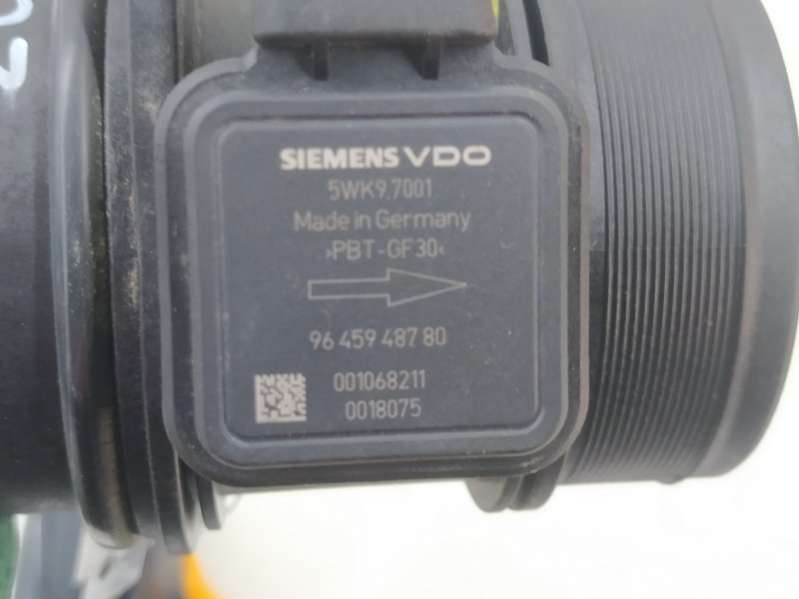 SIEMENS VDO
5WK9.7001
Made in Germany
>PBT-GF30<
96 459 487 80
001068211
0018075